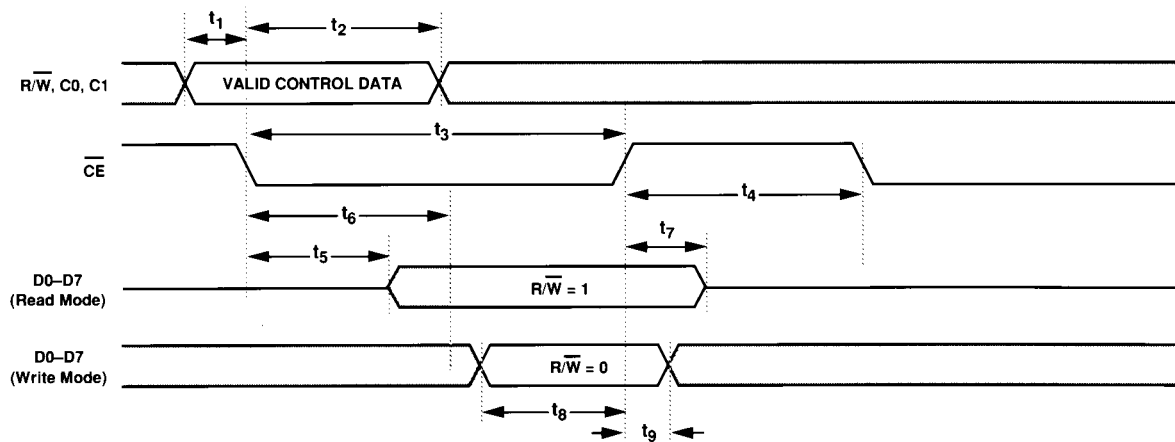 t1
t2
R/W̅, C0, C1
VALID CONTROL DATA
t3
C̅E̅
t4
t6
t7
t5
D0–D7
(Read Mode)
R/W̅ = 1
D0–D7
(Write Mode)
R/W̅ = 0
t8
t9